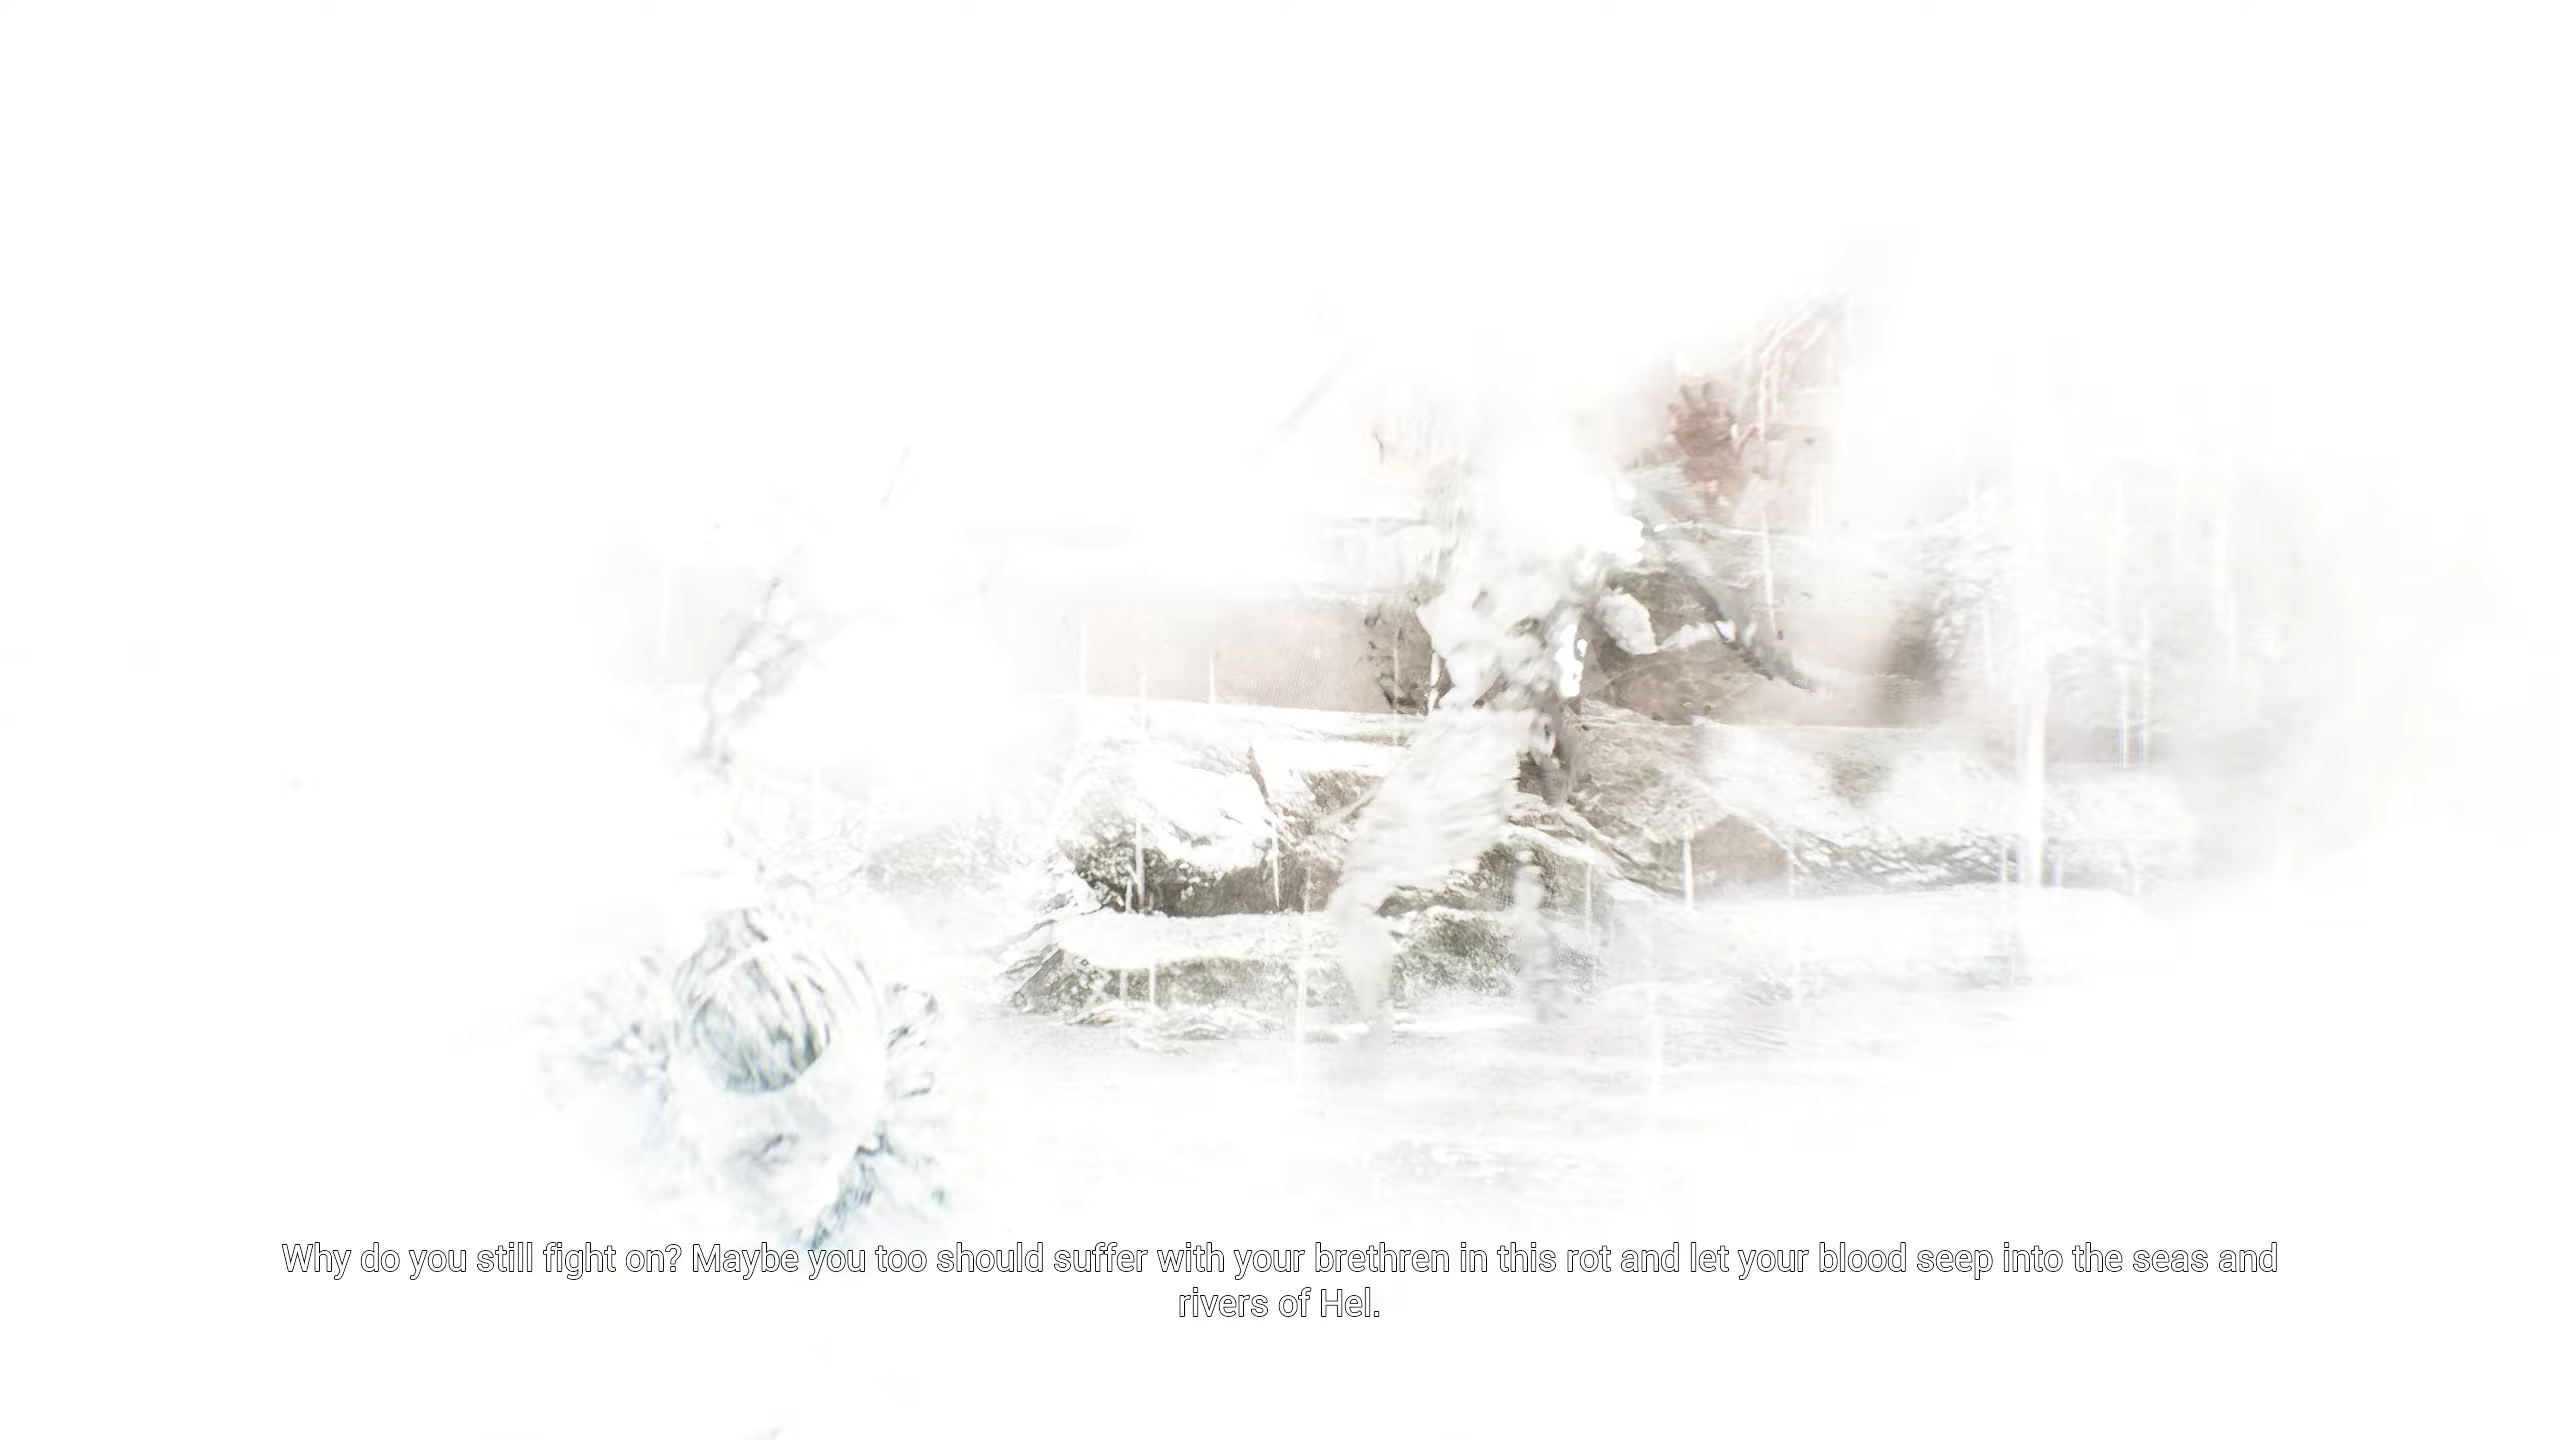 Why do you still fight on? Maybe you too should suffer with your brethren in this rot and let your blood seep into the seas and
rivers of Hel.